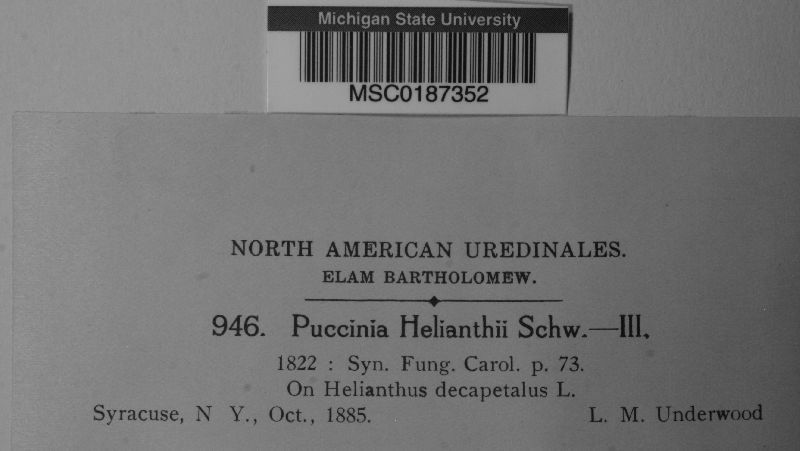 Michigan State University
MSC0187352
NORTH AMERICAN UREDINALES.
ELAM BARTHOLOMEW.
946. Puccinia Helianthii Schw.—III.
1822 : Syn. Fung. Carol. p. 73.
On Helianthus decapetalus L.
Syracuse, N Y., Oct., 1885. L. M. Underwood